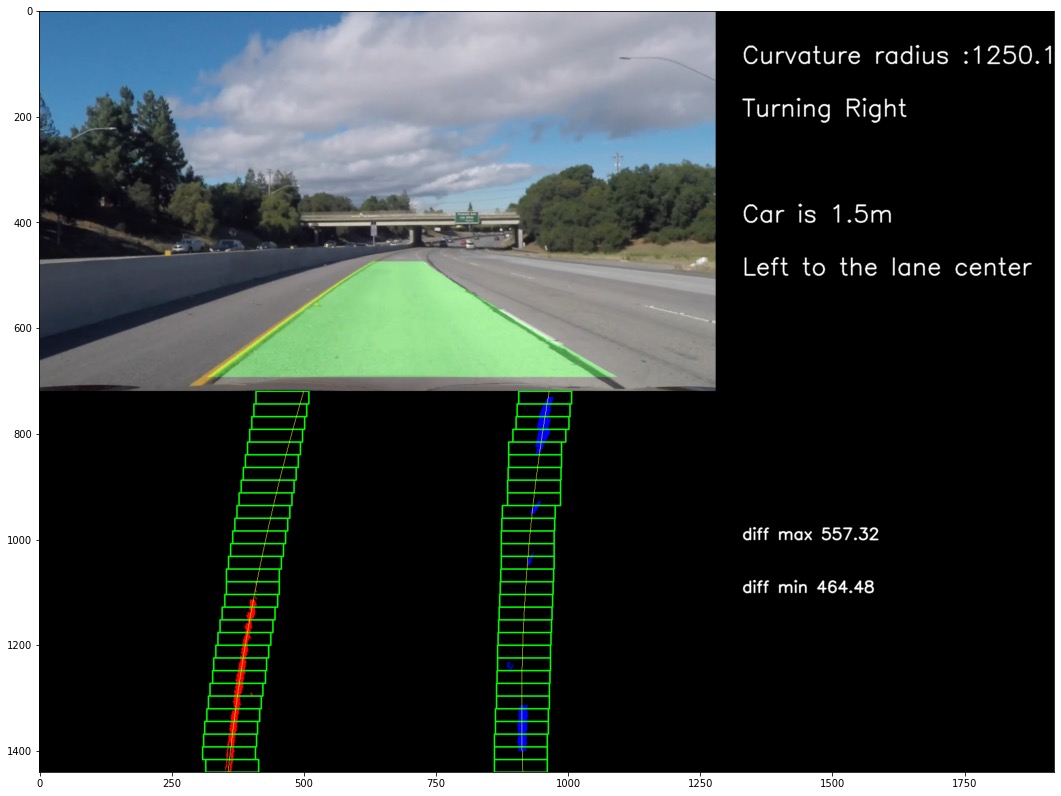 0
200
400
600
800
1000
1200
1400
Curvature radius :1250.1
Turning Right
Car is 1.5m
Left to the lane center
diff max 557.32
diff min 464.48
0 250 500 750 1000 1250 1500 1750